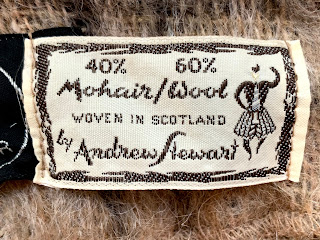 40% 60%
Mohair/Wool
WOVEN IN SCOTLAND
by Andrew Stewart